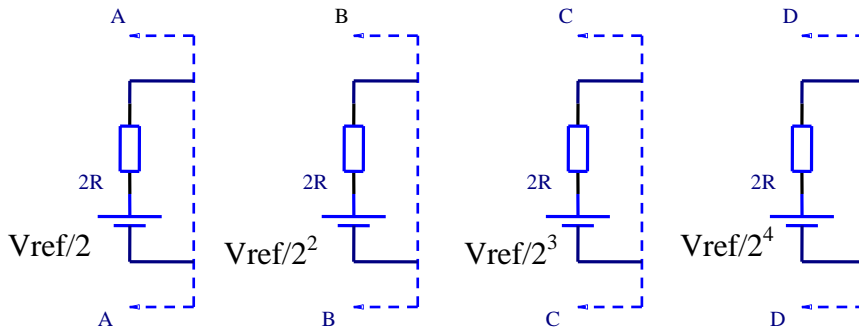 A B C D
2R 2R 2R 2R
Vref/2 Vref/2² Vref/2³ Vref/2⁴
A B C D